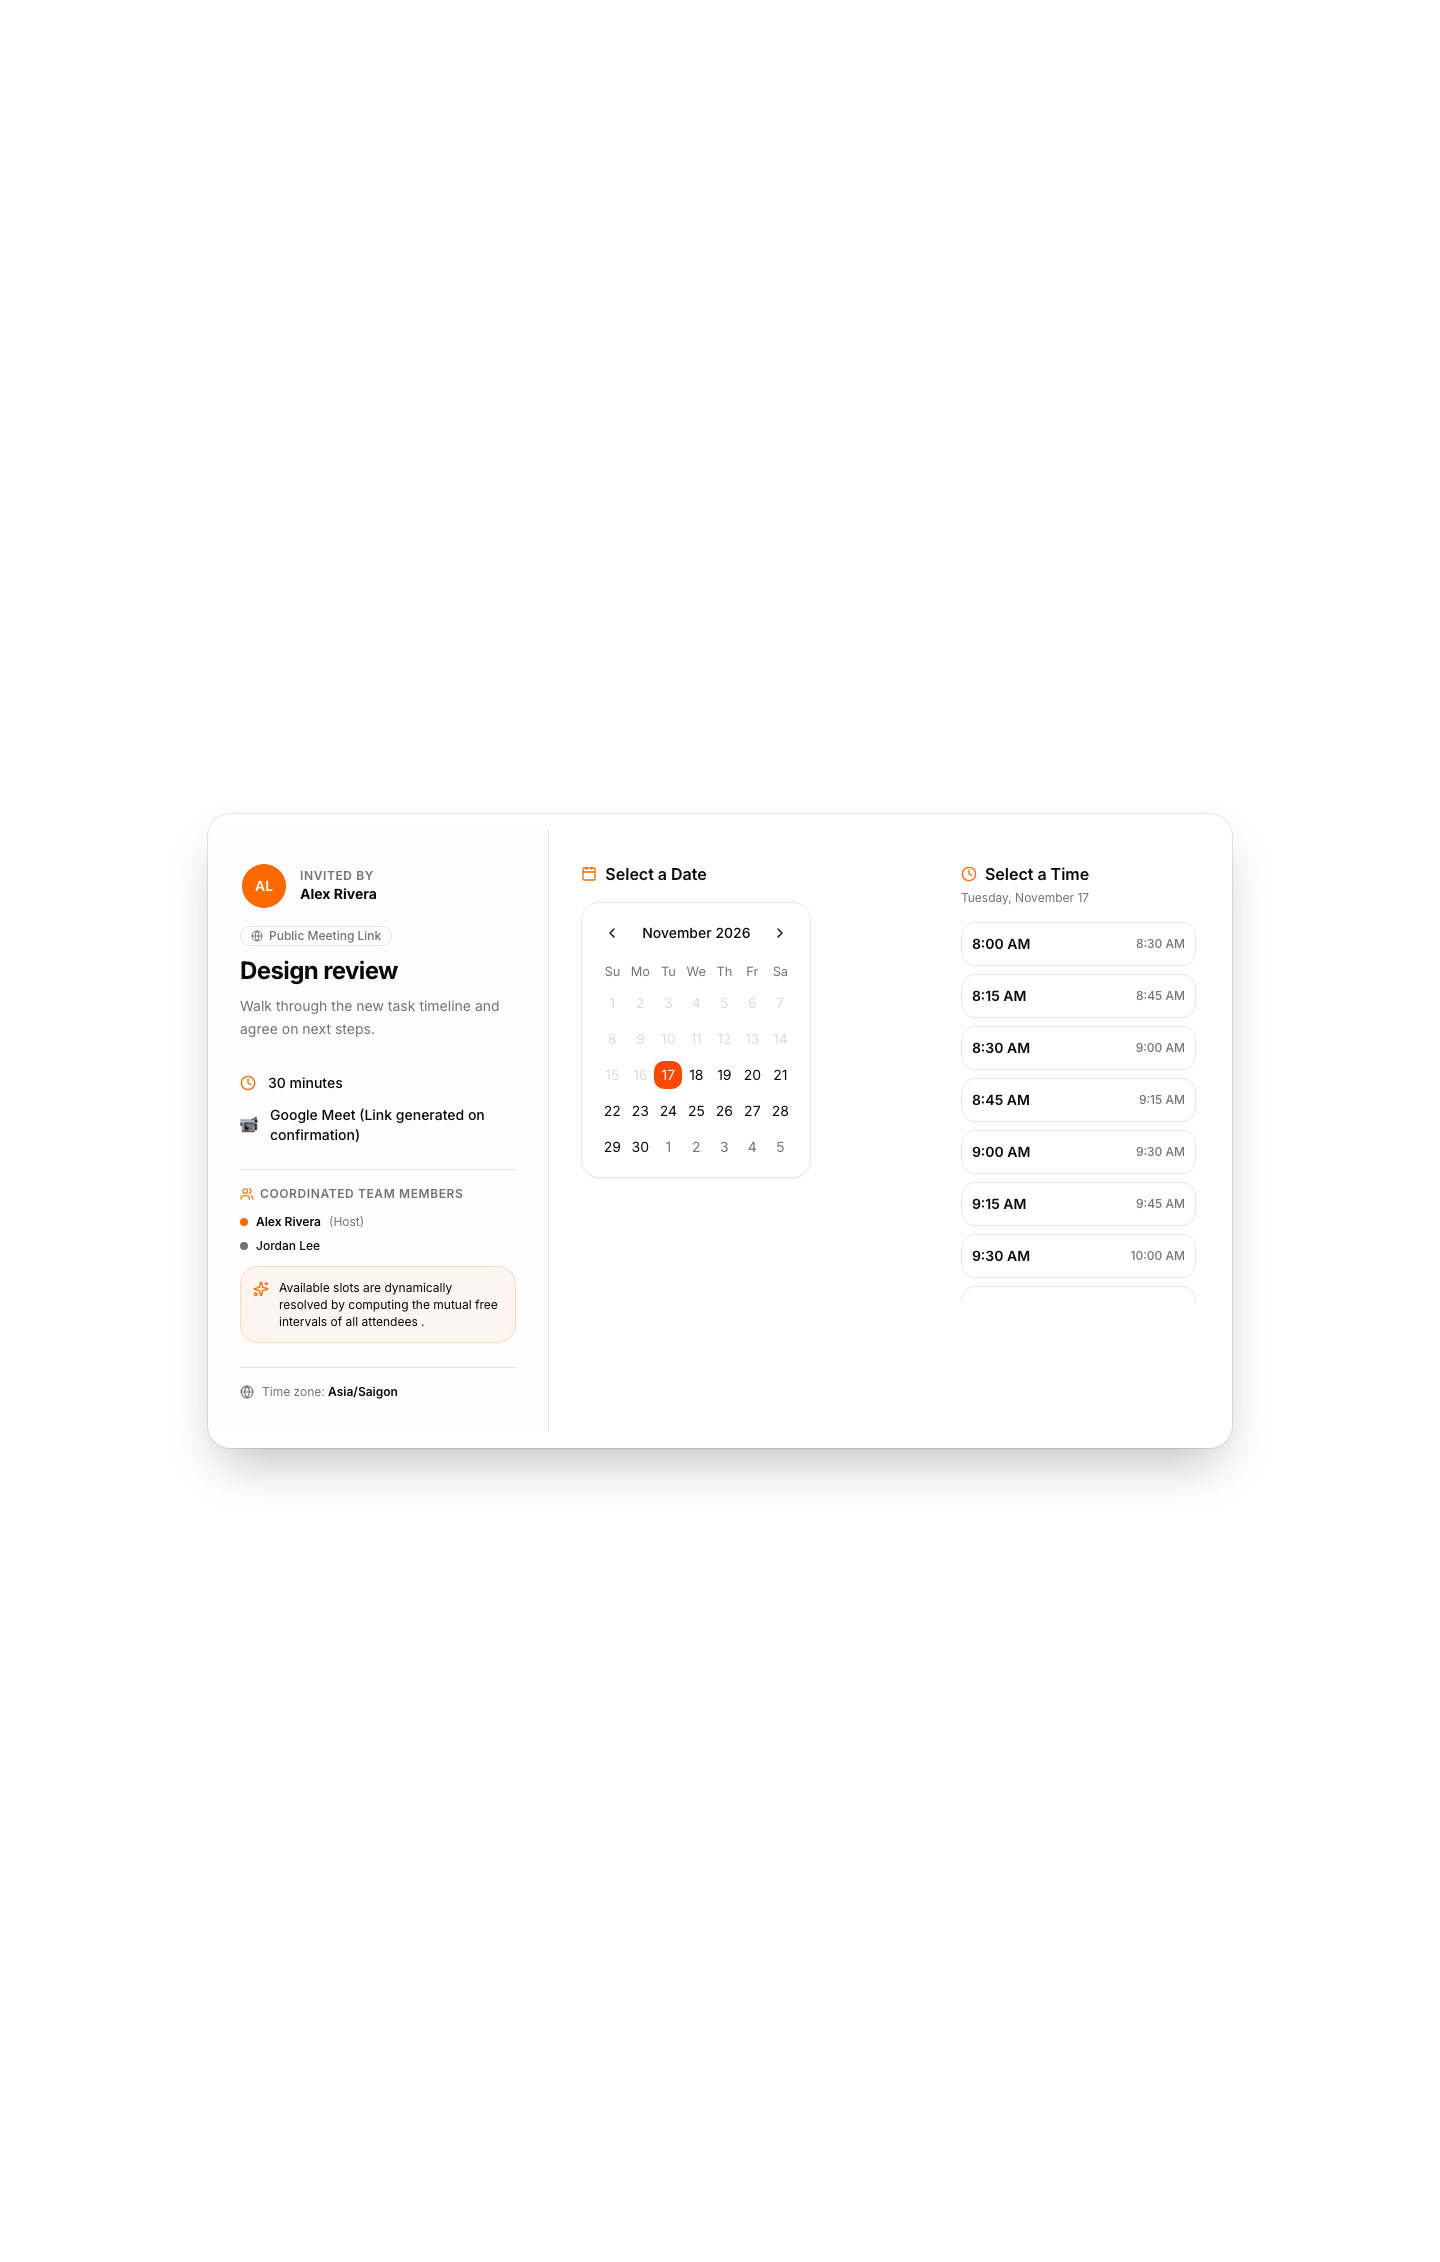 AL
INVITED BY
Alex Rivera
Public Meeting Link
Design review
Walk through the new task timeline and
agree on next steps.
30 minutes
Google Meet (Link generated on
confirmation)
COORDINATED TEAM MEMBERS
Alex Rivera (Host)
Jordan Lee
Available slots are dynamically
resolved by computing the mutual free
intervals of all attendees .
Time zone: Asia/Saigon
Select a Date
November 2026
Su Mo Tu We Th Fr Sa
1 2 3 4 5 6 7
8 9 10 11 12 13 14
15 16 17 18 19 20 21
22 23 24 25 26 27 28
29 30 1 2 3 4 5
Select a Time
Tuesday, November 17
8:00 AM 8:30 AM
8:15 AM 8:45 AM
8:30 AM 9:00 AM
8:45 AM 9:15 AM
9:00 AM 9:30 AM
9:15 AM 9:45 AM
9:30 AM 10:00 AM